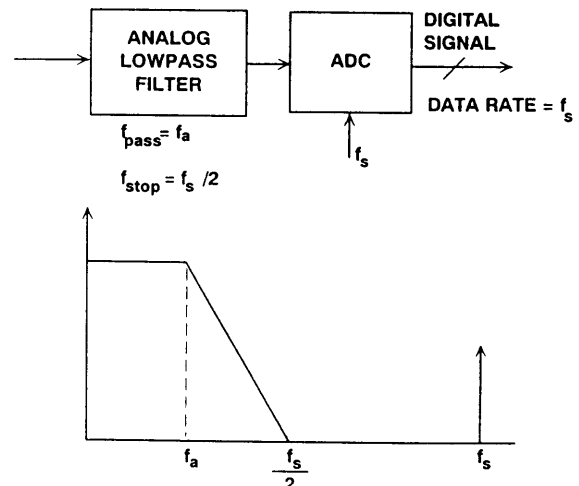 ANALOG
LOWPASS
FILTER
ADC
DIGITAL
SIGNAL
DATA RATE = fs
fpass = fa
fs
fstop = fs /2
fa
fs
2
fs